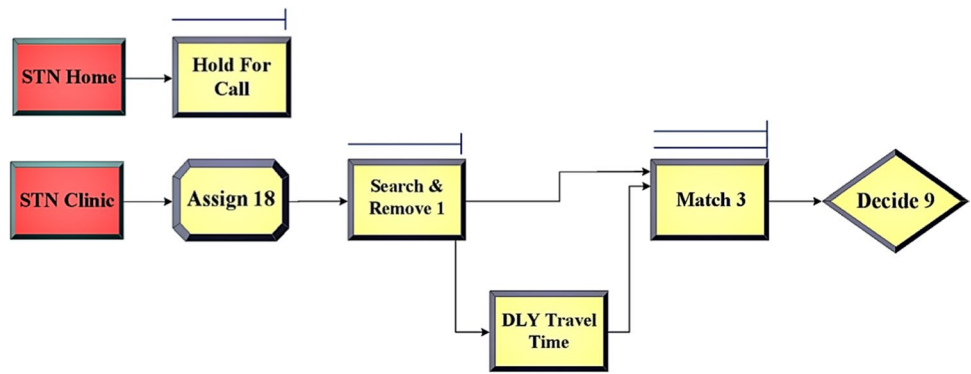 STN Home
Hold For
Call
STN Clinic
Assign 18
Search &
Remove 1
Match 3
Decide 9
DLY Travel
Time